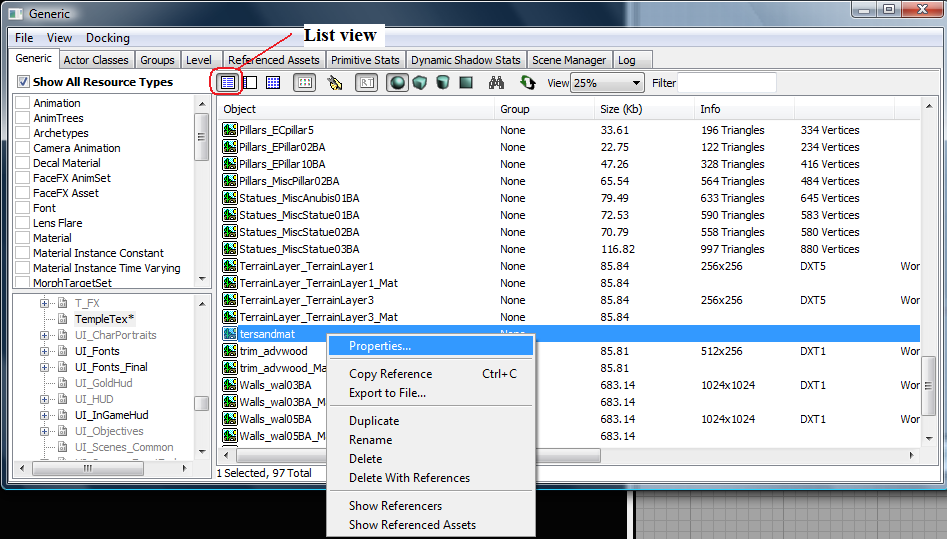 Generic
File View Docking
List view
Generic Actor Classes Groups Level Referenced Assets Primitive Stats Dynamic Shadow Stats Scene Manager Log
Show All Resource Types
RT View 25% Filter
Animation
AnimTrees
Archetypes
Camera Animation
Decal Material
FaceFX AnimSet
FaceFX Asset
Font
Lens Flare
Material
Material Instance Constant
Material Instance Time Varying
MorphTargetSet
T_FX
TempleTex*
UI_CharPortraits
UI_Fonts
UI_Fonts_Final
UI_GoldHud
UI_HUD
UI_InGameHud
UI_Objectives
UI_Scenes_Common
Object Group Size (Kb) Info
Pillars_ECpillar5 None 33.61 196 Triangles 334 Vertices
Pillars_EPillar02BA None 22.75 122 Triangles 234 Vertices
Pillars_EPillar10BA None 47.26 328 Triangles 416 Vertices
Pillars_MiscPillar02BA None 65.54 564 Triangles 484 Vertices
Statues_MiscAnubis01BA None 79.49 633 Triangles 645 Vertices
Statues_MiscStatue01BA None 72.53 590 Triangles 583 Vertices
Statues_MiscStatue02BA None 70.79 558 Triangles 580 Vertices
Statues_MiscStatue03BA None 116.82 997 Triangles 880 Vertices
TerrainLayer_TerrainLayer1 None 85.84 256x256 DXT5 Wor
TerrainLayer_TerrainLayer1_Mat None 85.84
TerrainLayer_TerrainLayer3 None 85.84 256x256 DXT5 Wor
TerrainLayer_TerrainLayer3_Mat None 85.84
tersandmat None
trim_advwood 85.81 512x256 DXT1 Wor
trim_advwood_Ma 85.81
Walls_wal03BA 683.14 1024x1024 DXT1 Wor
Walls_wal03BA_M 683.14
Walls_wal05BA 683.14 1024x1024 DXT1 Wor
Walls_wal05BA_M 683.14
1 Selected, 97 Total
Properties...
Copy Reference Ctrl+C
Export to File...
Duplicate
Rename
Delete
Delete With References
Show Referencers
Show Referenced Assets